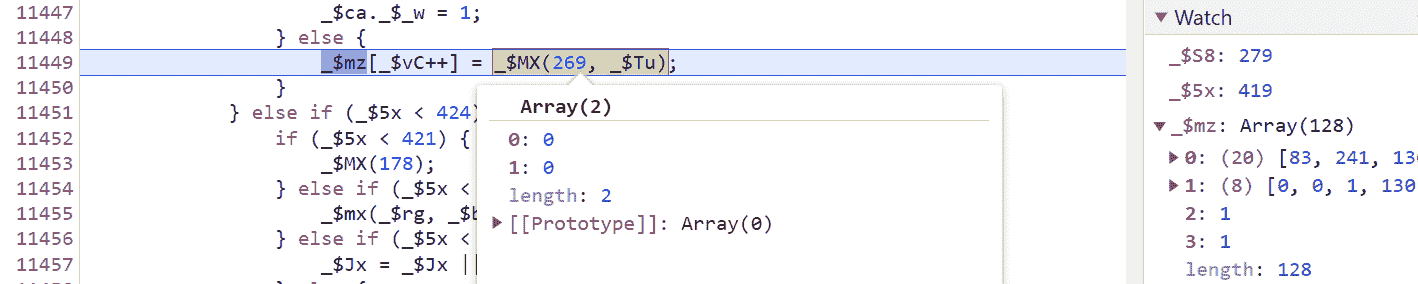 11447 _$ca._$_w = 1;
11448 } else {
11449 _$mz[_$vC++] = _$MX(269, _$Tu);
11450 }
11451 } else if (_$5x < 424)
11452 if (_$5x < 421) {
11453 _$MX(178);
11454 } else if (_$5x <
11455 _$mx(_$rg, _$b
11456 } else if (_$5x <
11457 _$Jx = _$Jx ||
Array(2)
0: 0
1: 0
length: 2
[[Prototype]]: Array(0)
Watch
_$S8: 279
_$5x: 419
_$mz: Array(128)
0: (20) [83, 241, 130
1: (8) [0, 0, 1, 130
2: 1
3: 1
length: 128